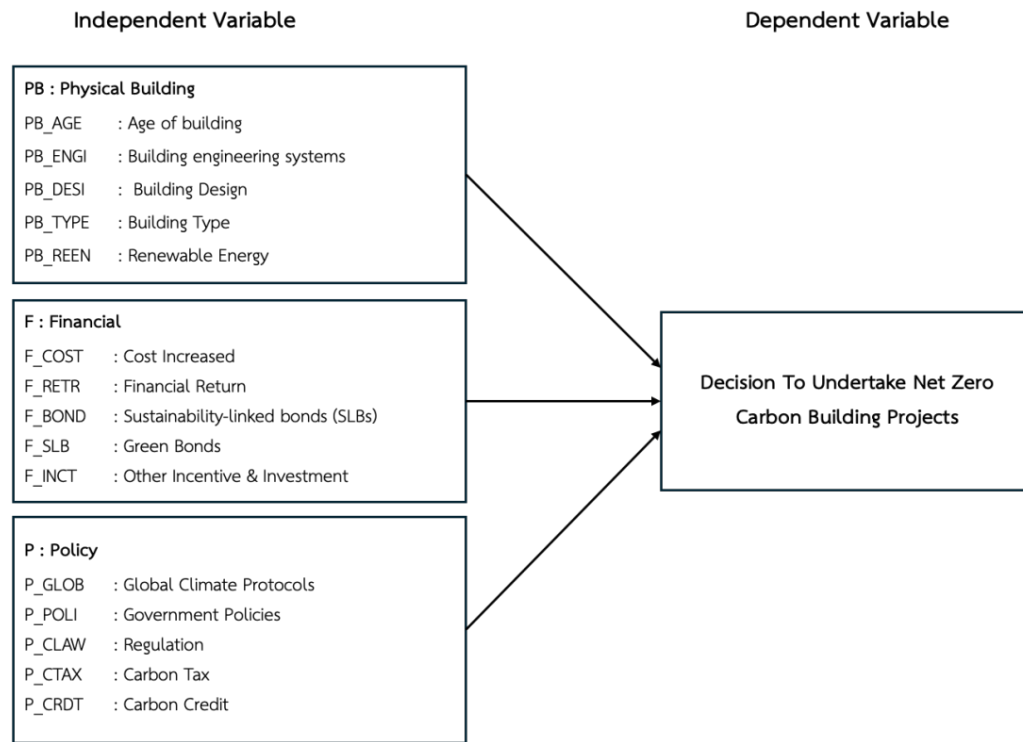 Independent Variable
Dependent Variable
PB : Physical Building
PB_AGE : Age of building
PB_ENGI : Building engineering systems
PB_DESI : Building Design
PB_TYPE : Building Type
PB_REEN : Renewable Energy
F : Financial
F_COST : Cost Increased
F_RETR : Financial Return
F_BOND : Sustainability-linked bonds (SLBs)
F_SLB : Green Bonds
F_INCT : Other Incentive & Investment
P : Policy
P_GLOB : Global Climate Protocols
P_POLI : Government Policies
P_CLAW : Regulation
P_CTAX : Carbon Tax
P_CRDT : Carbon Credit
Decision To Undertake Net Zero
Carbon Building Projects